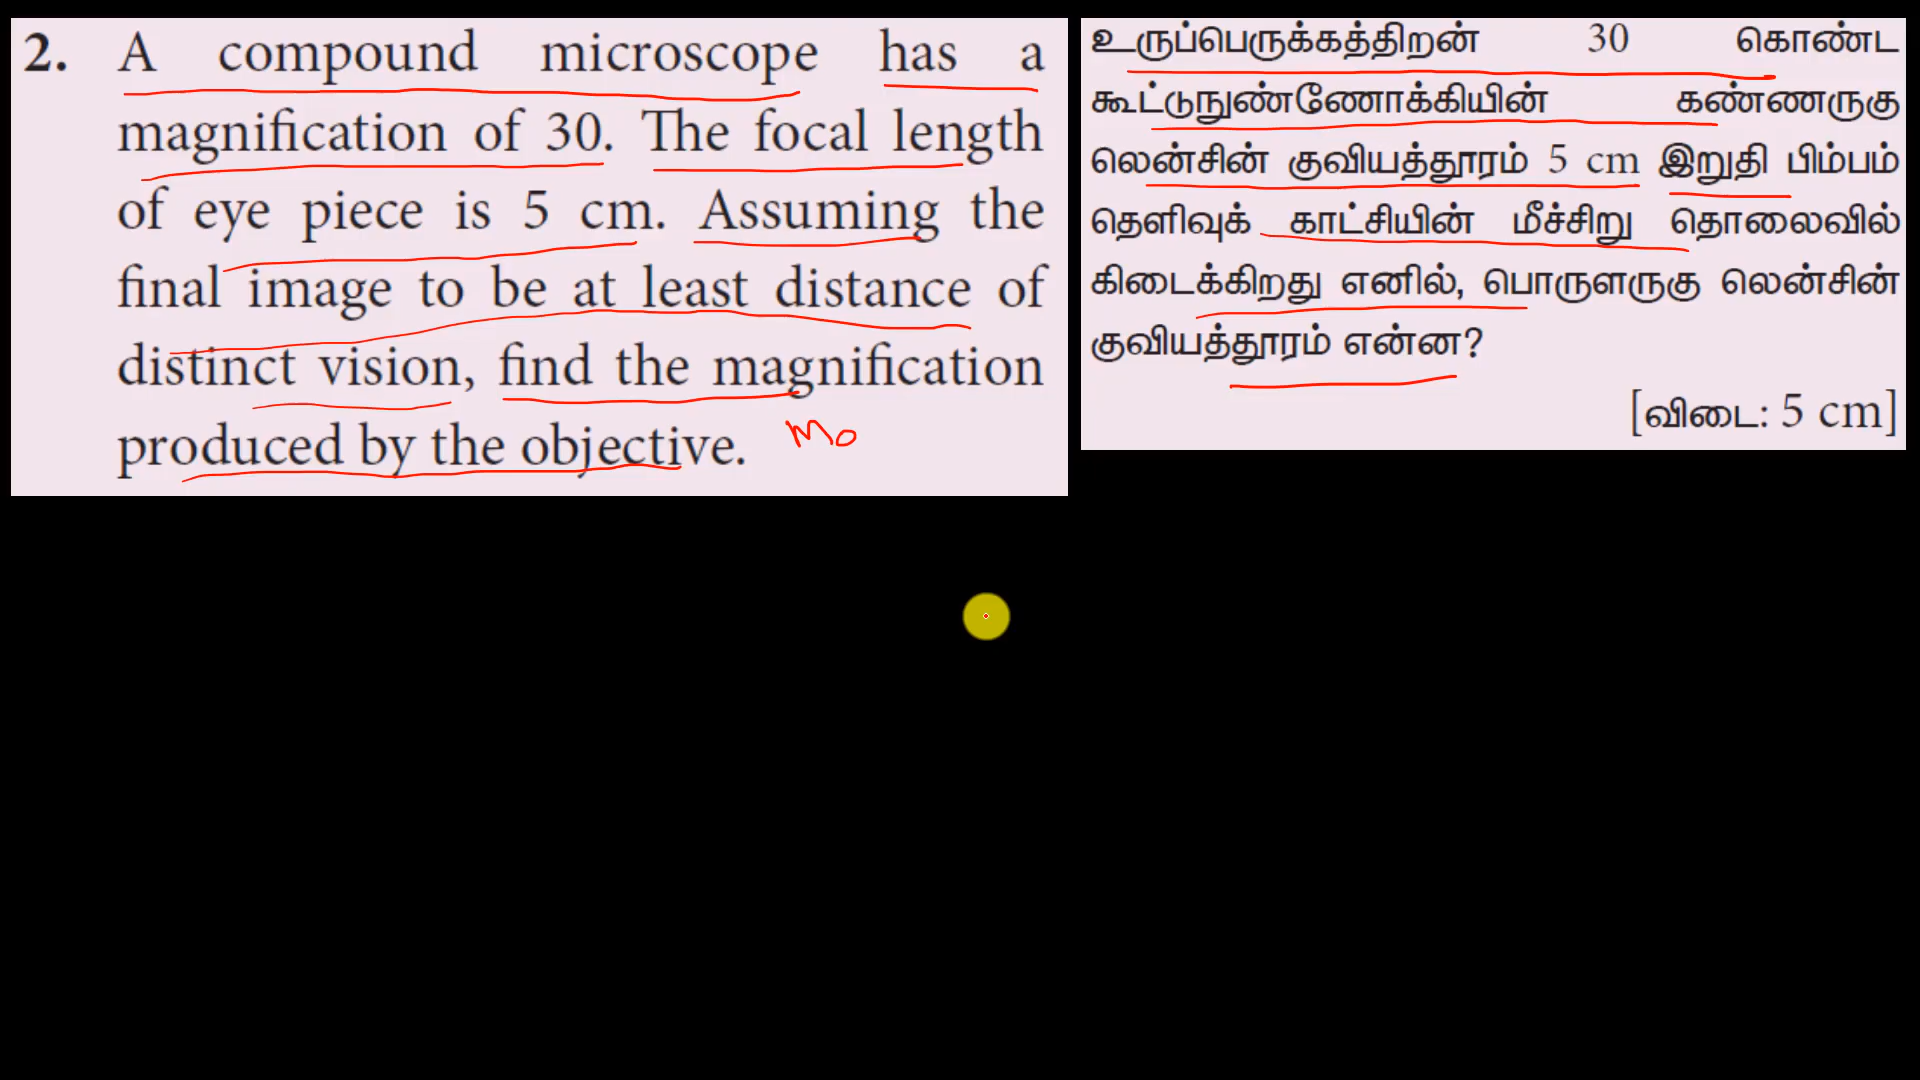 2. A compound microscope has a
magnification of 30. The focal length
of eye piece is 5 cm. Assuming the
final image to be at least distance of
distinct vision, find the magnification
produced by the objective. Mo
உருப்பெருக்கத்திறன் 30 கொண்ட
கூட்டுநுண்ணோக்கியின் கண்ணருகு
லென்சின் குவியத்தூரம் 5 cm இறுதி பிம்பம்
தெளிவுக் காட்சியின் மீச்சிறு தொலைவில்
கிடைக்கிறது எனில், பொருளருகு லென்சின்
குவியத்தூரம் என்ன?
[விடை: 5 cm]